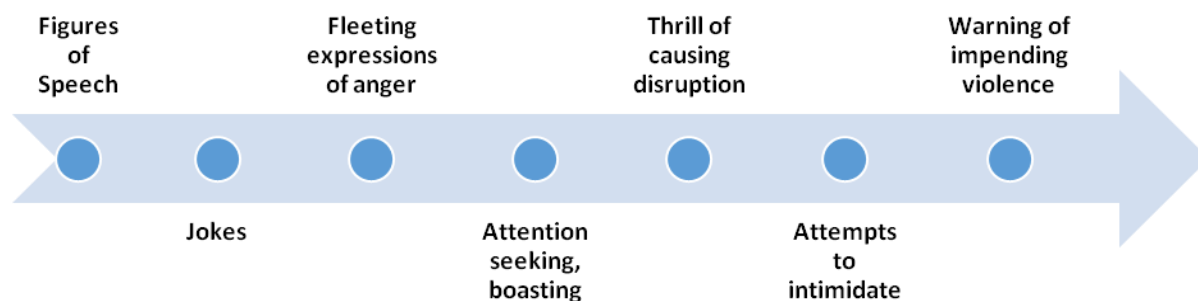 Figures
of
Speech
Jokes
Fleeting
expressions
of anger
Attention
seeking,
boasting
Thrill of
causing
disruption
Attempts
to
intimidate
Warning of
impending
violence